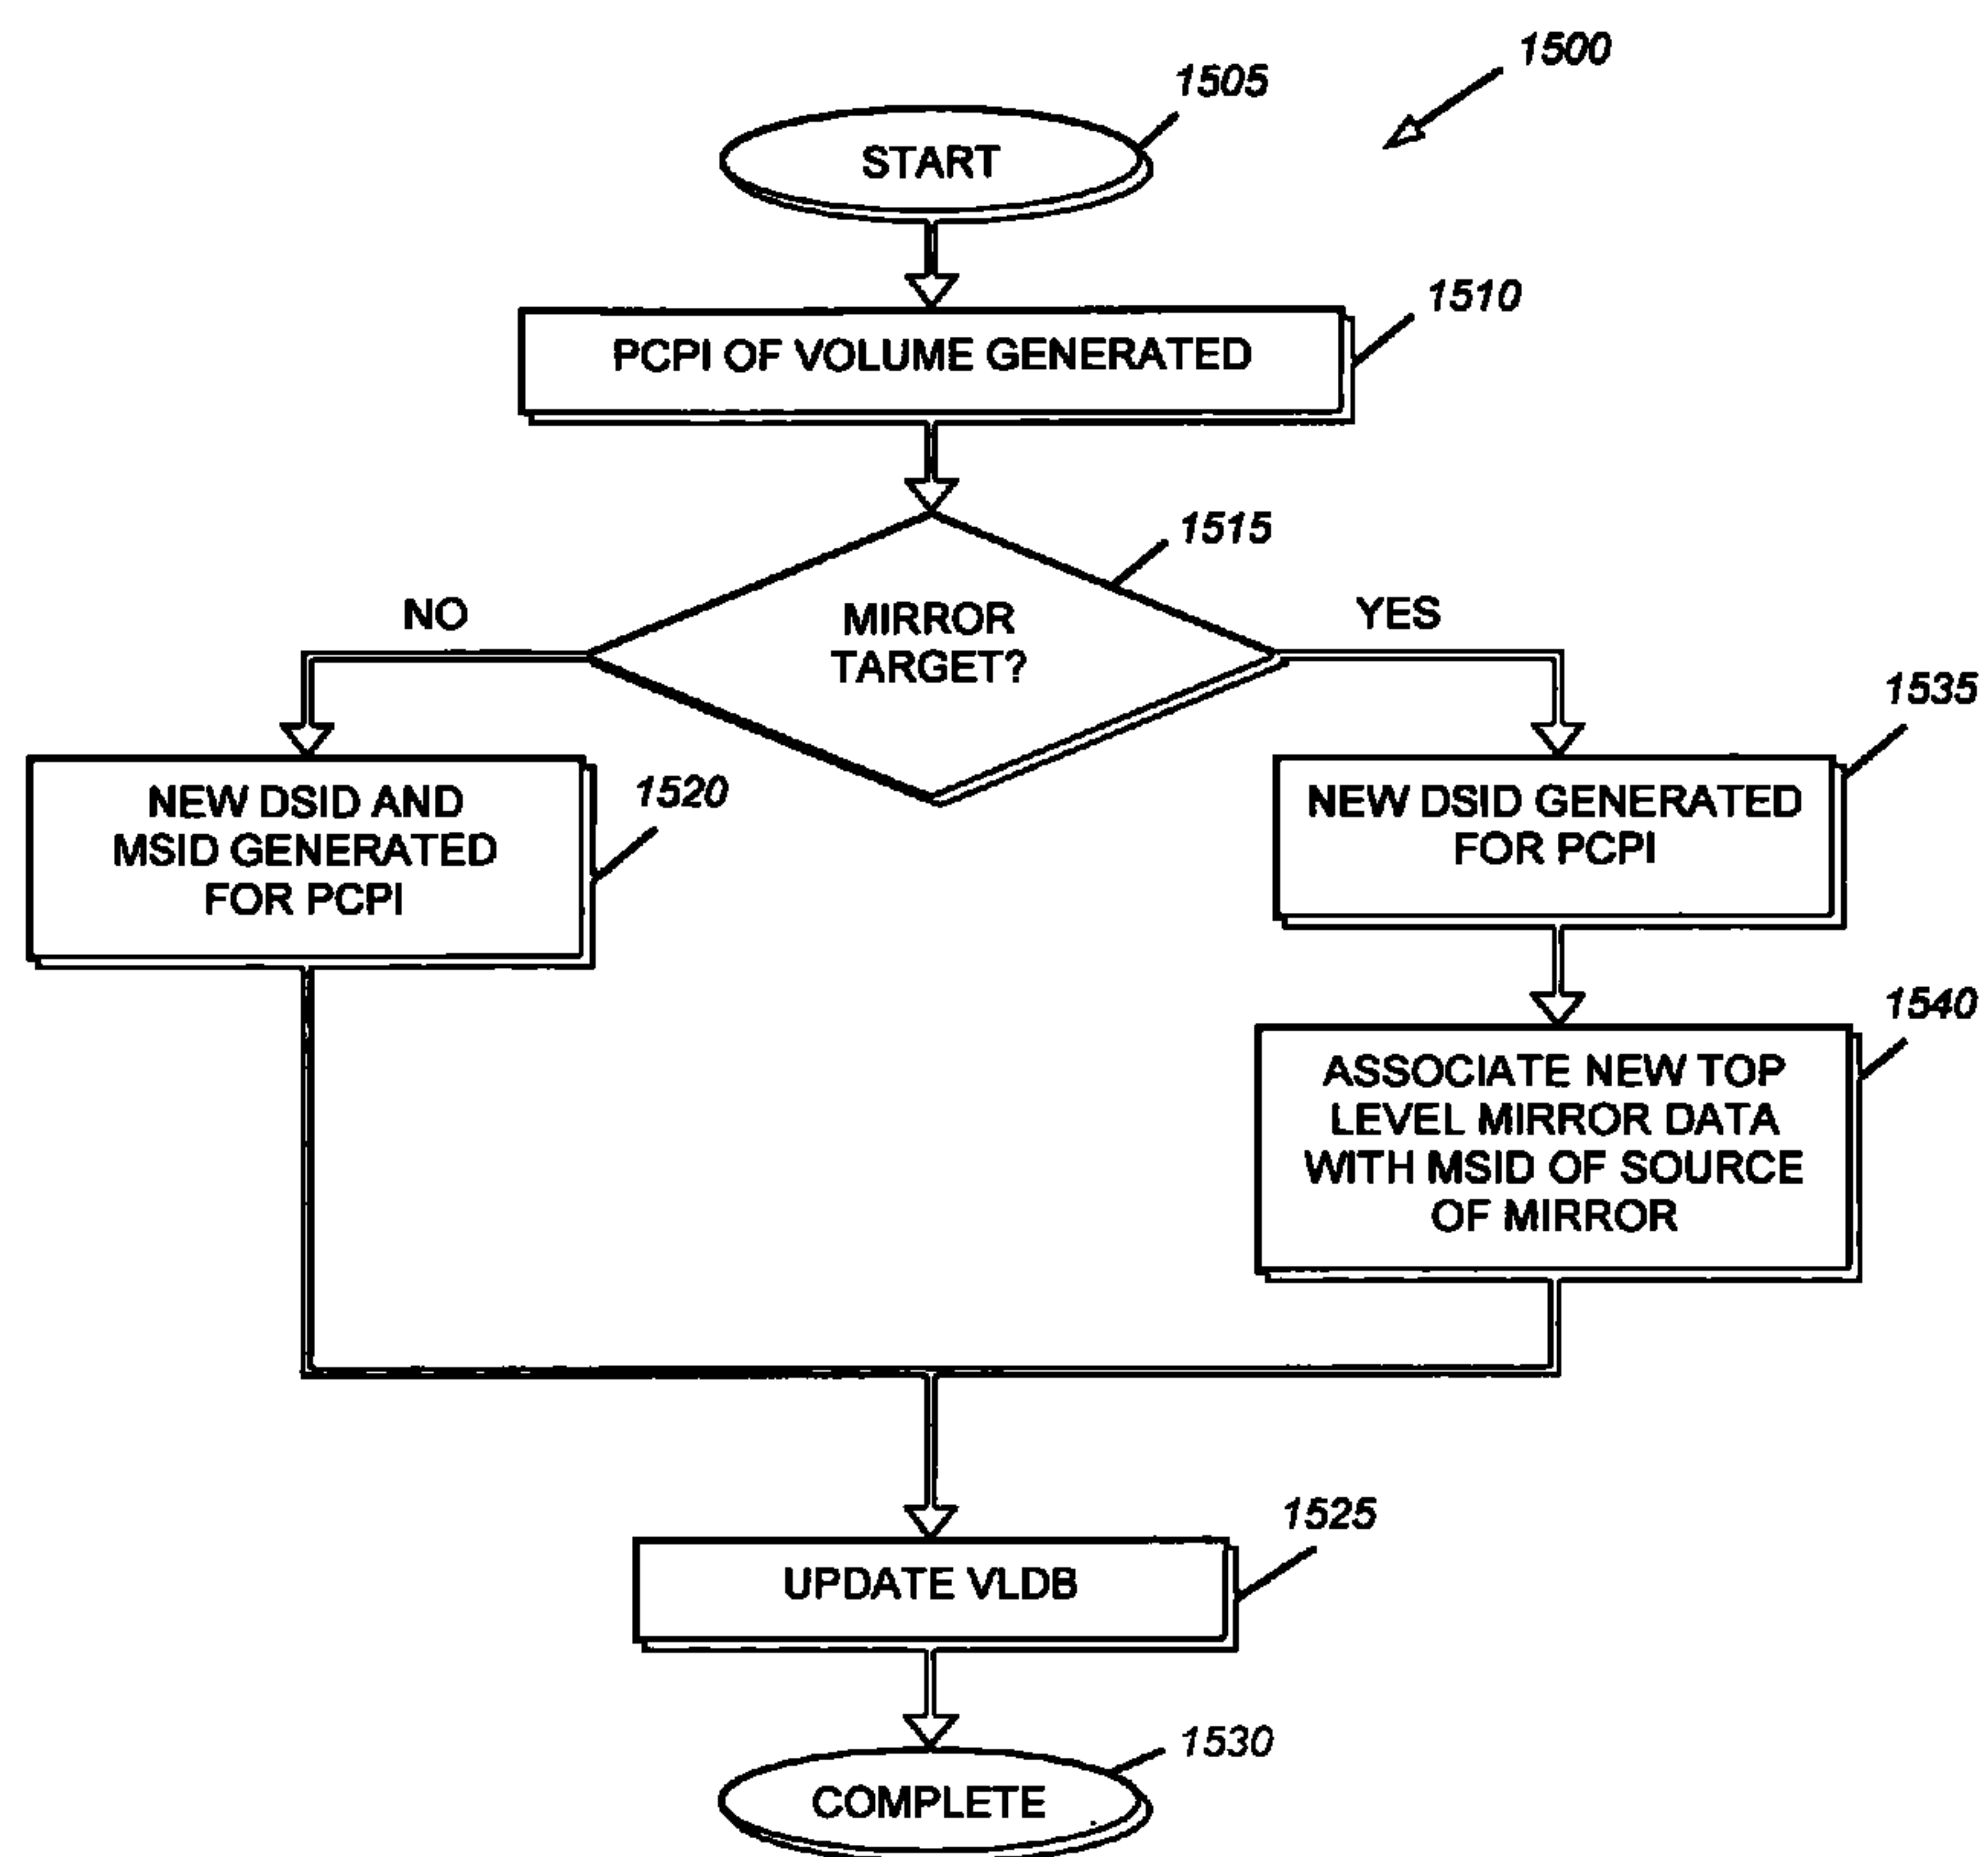 1500
1505
START
1510
PCPI OF VOLUME GENERATED
1515
MIRROR
TARGET?
NO
YES
1520
NEW DSID AND
MSID GENERATED
FOR PCPI
1535
NEW DSID GENERATED
FOR PCPI
1540
ASSOCIATE NEW TOP
LEVEL MIRROR DATA
WITH MSID OF SOURCE
OF MIRROR
1525
UPDATE VLDB
1530
COMPLETE